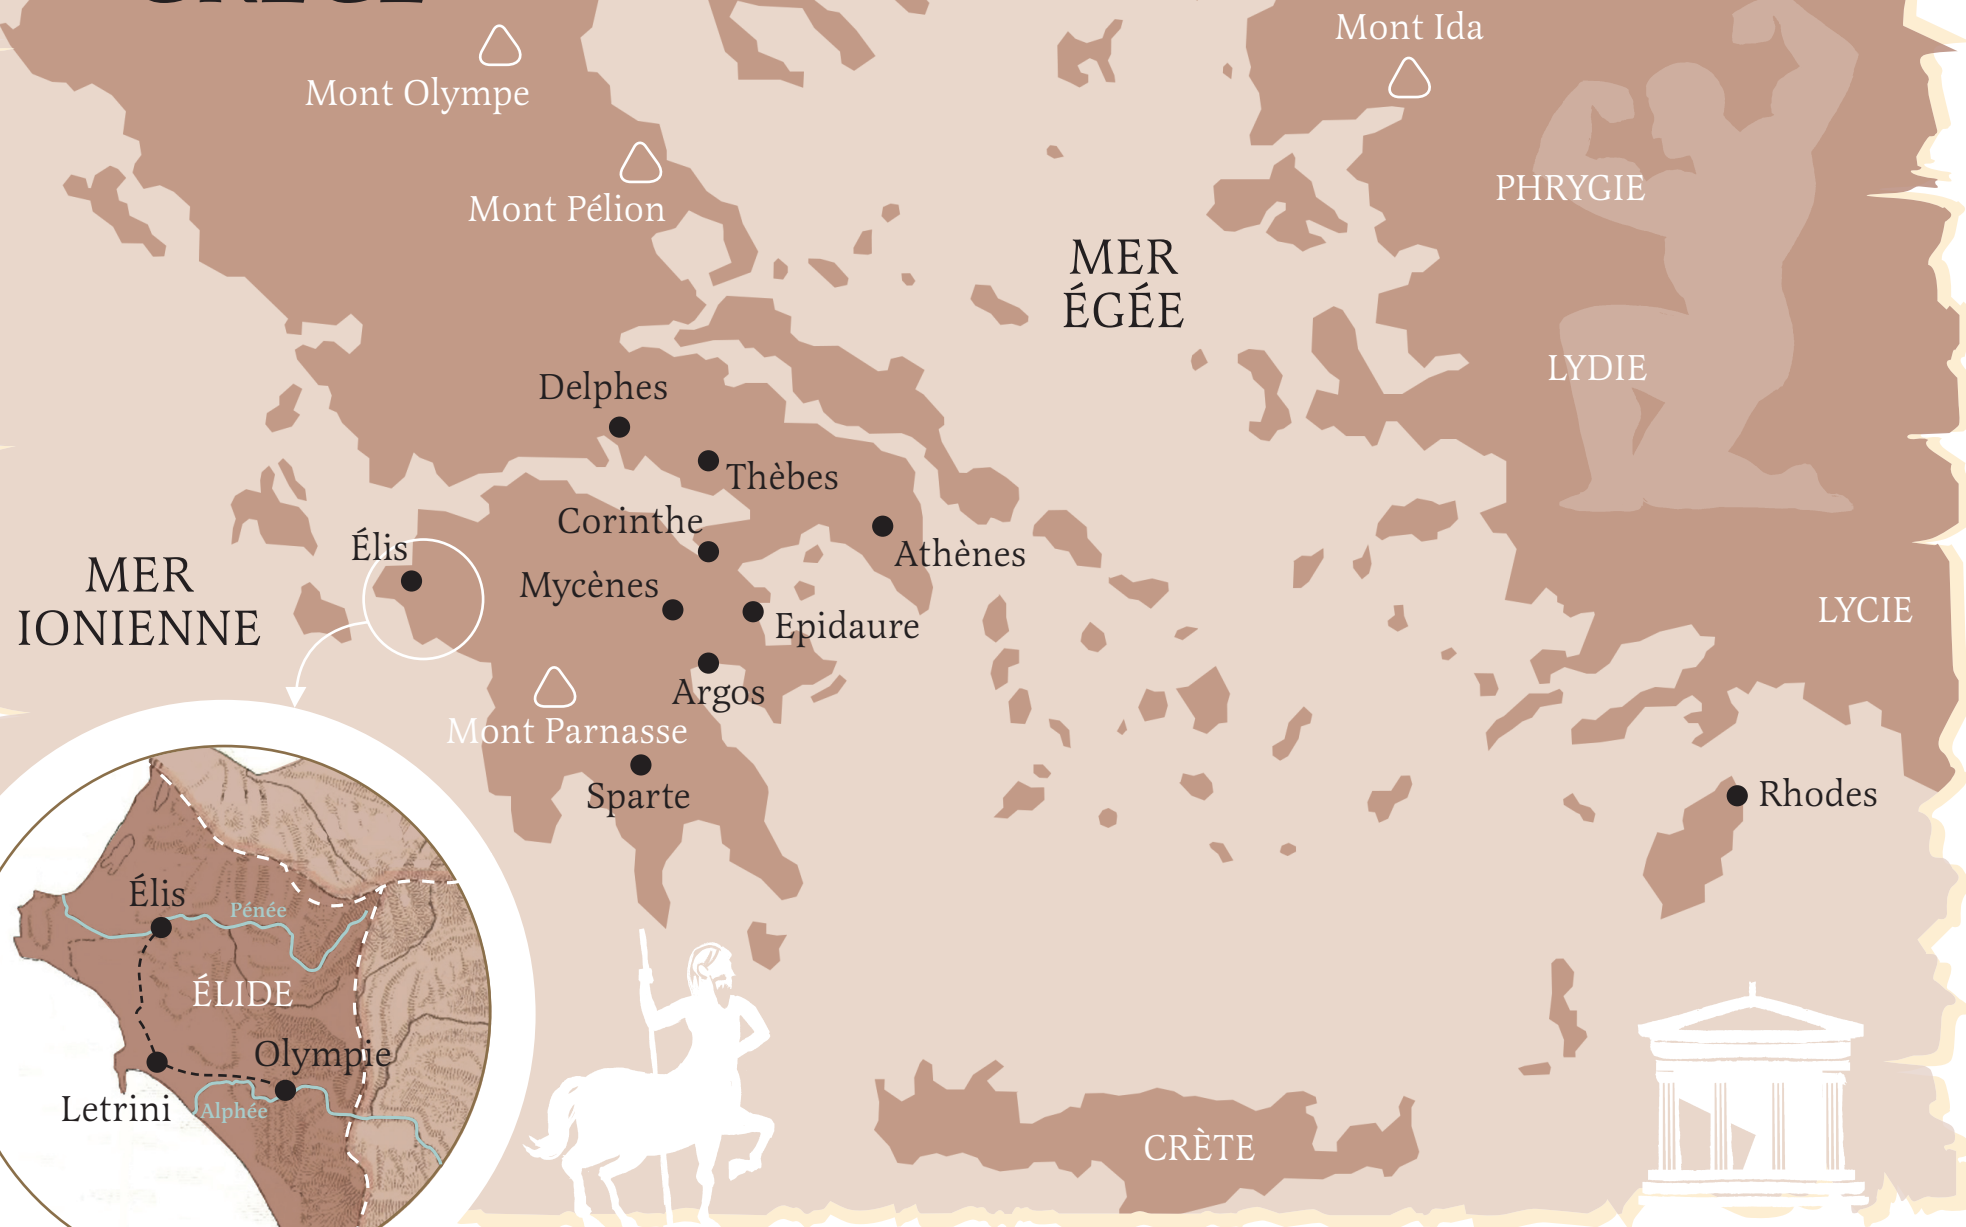 Mont Ida
Mont Olympe
PHRYGIE
Mont Pélion
MER
ÉGÉE
LYDIE
Delphes
Thèbes
Corinthe
Élis
Athènes
MER
IONIENNE
Mycènes
Epidaure
LYCIE
Argos
Mont Parnasse
Sparte
Rhodes
Élis
Pénée
ÉLIDE
Olympie
Letrini
Alphée
CRÈTE